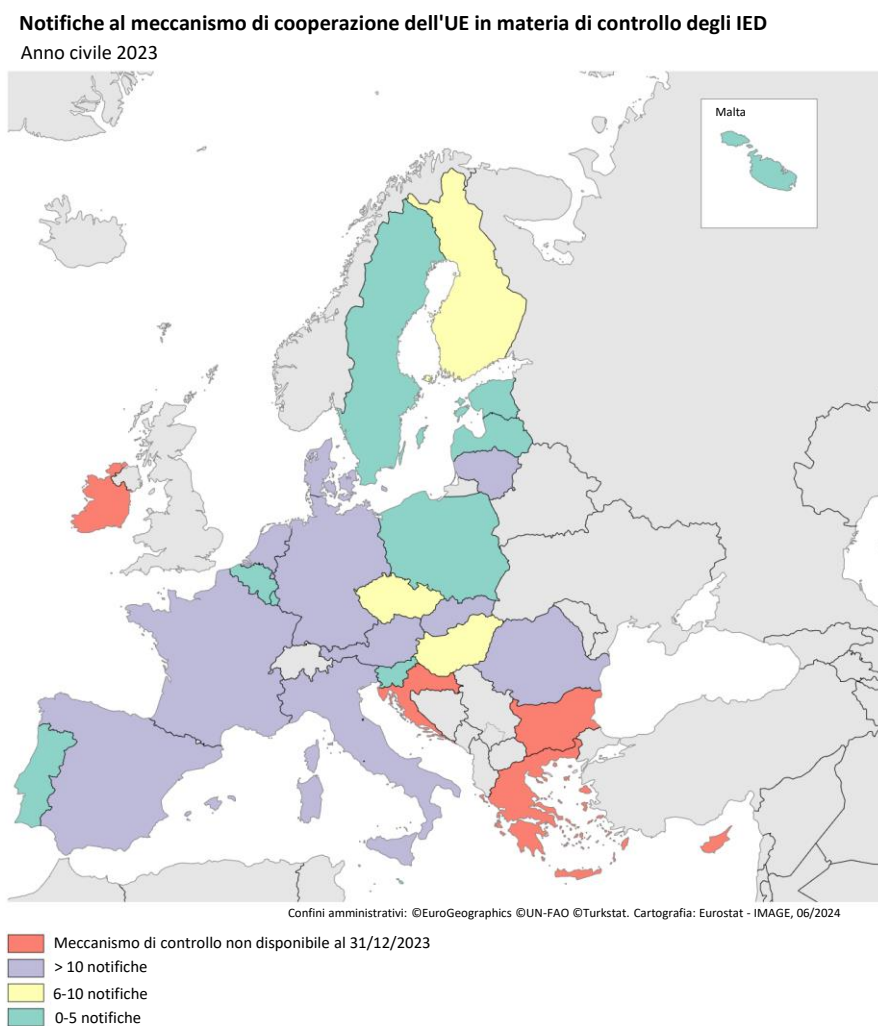 Notifiche al meccanismo di cooperazione dell'UE in materia di controllo degli IED
Anno civile 2023
Malta
Confini amministrativi: ©EuroGeographics ©UN-FAO ©Turkstat. Cartografia: Eurostat - IMAGE, 06/2024
Meccanismo di controllo non disponibile al 31/12/2023
> 10 notifiche
6-10 notifiche
0-5 notifiche